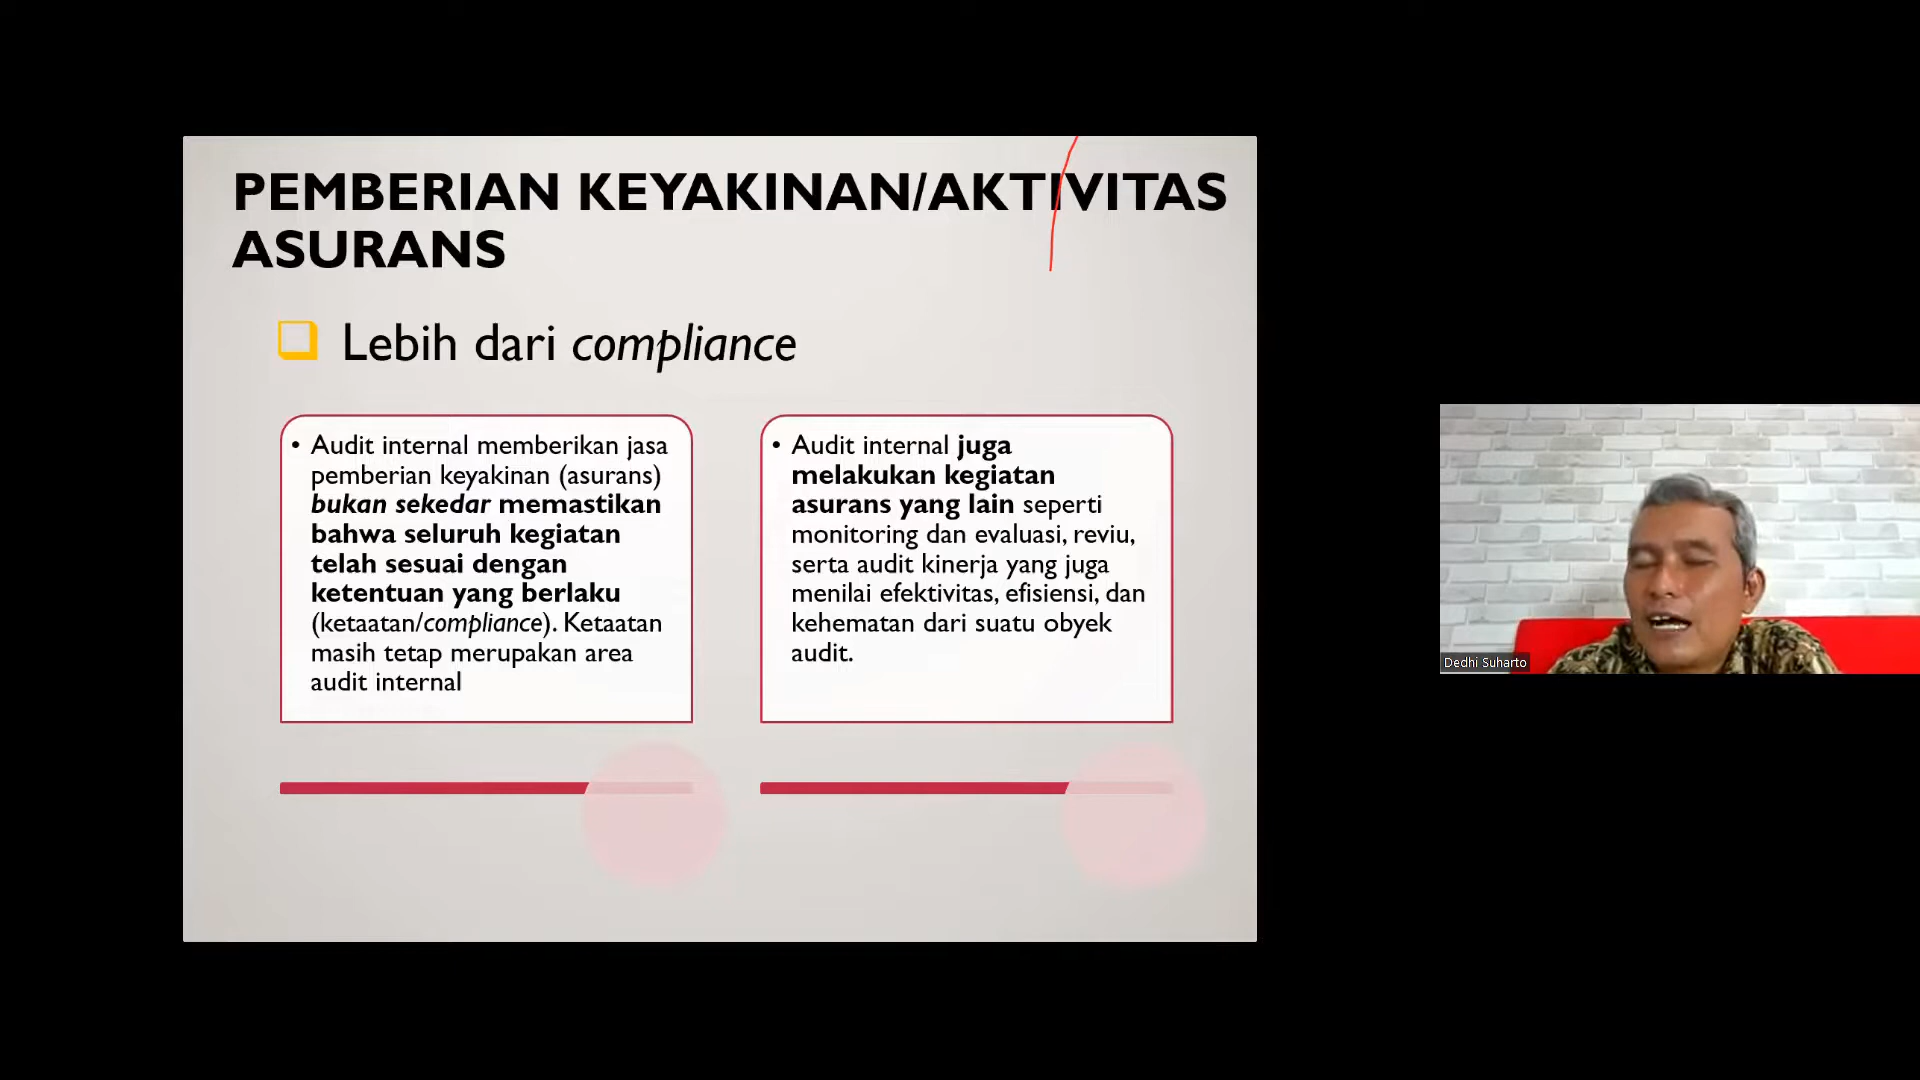 PEMBERIAN KEYAKINAN/AKTIVITAS
ASURANS
Lebih dari compliance
• Audit internal memberikan jasa
pemberian keyakinan (asurans)
bukan sekedar memastikan
bahwa seluruh kegiatan
telah sesuai dengan
ketentuan yang berlaku
(ketaatan/compliance). Ketaatan
masih tetap merupakan area
audit internal
• Audit internal juga
melakukan kegiatan
asurans yang lain seperti
monitoring dan evaluasi, reviu,
serta audit kinerja yang juga
menilai efektivitas, efisiensi, dan
kehematan dari suatu obyek
audit.
Dedhi Suharto